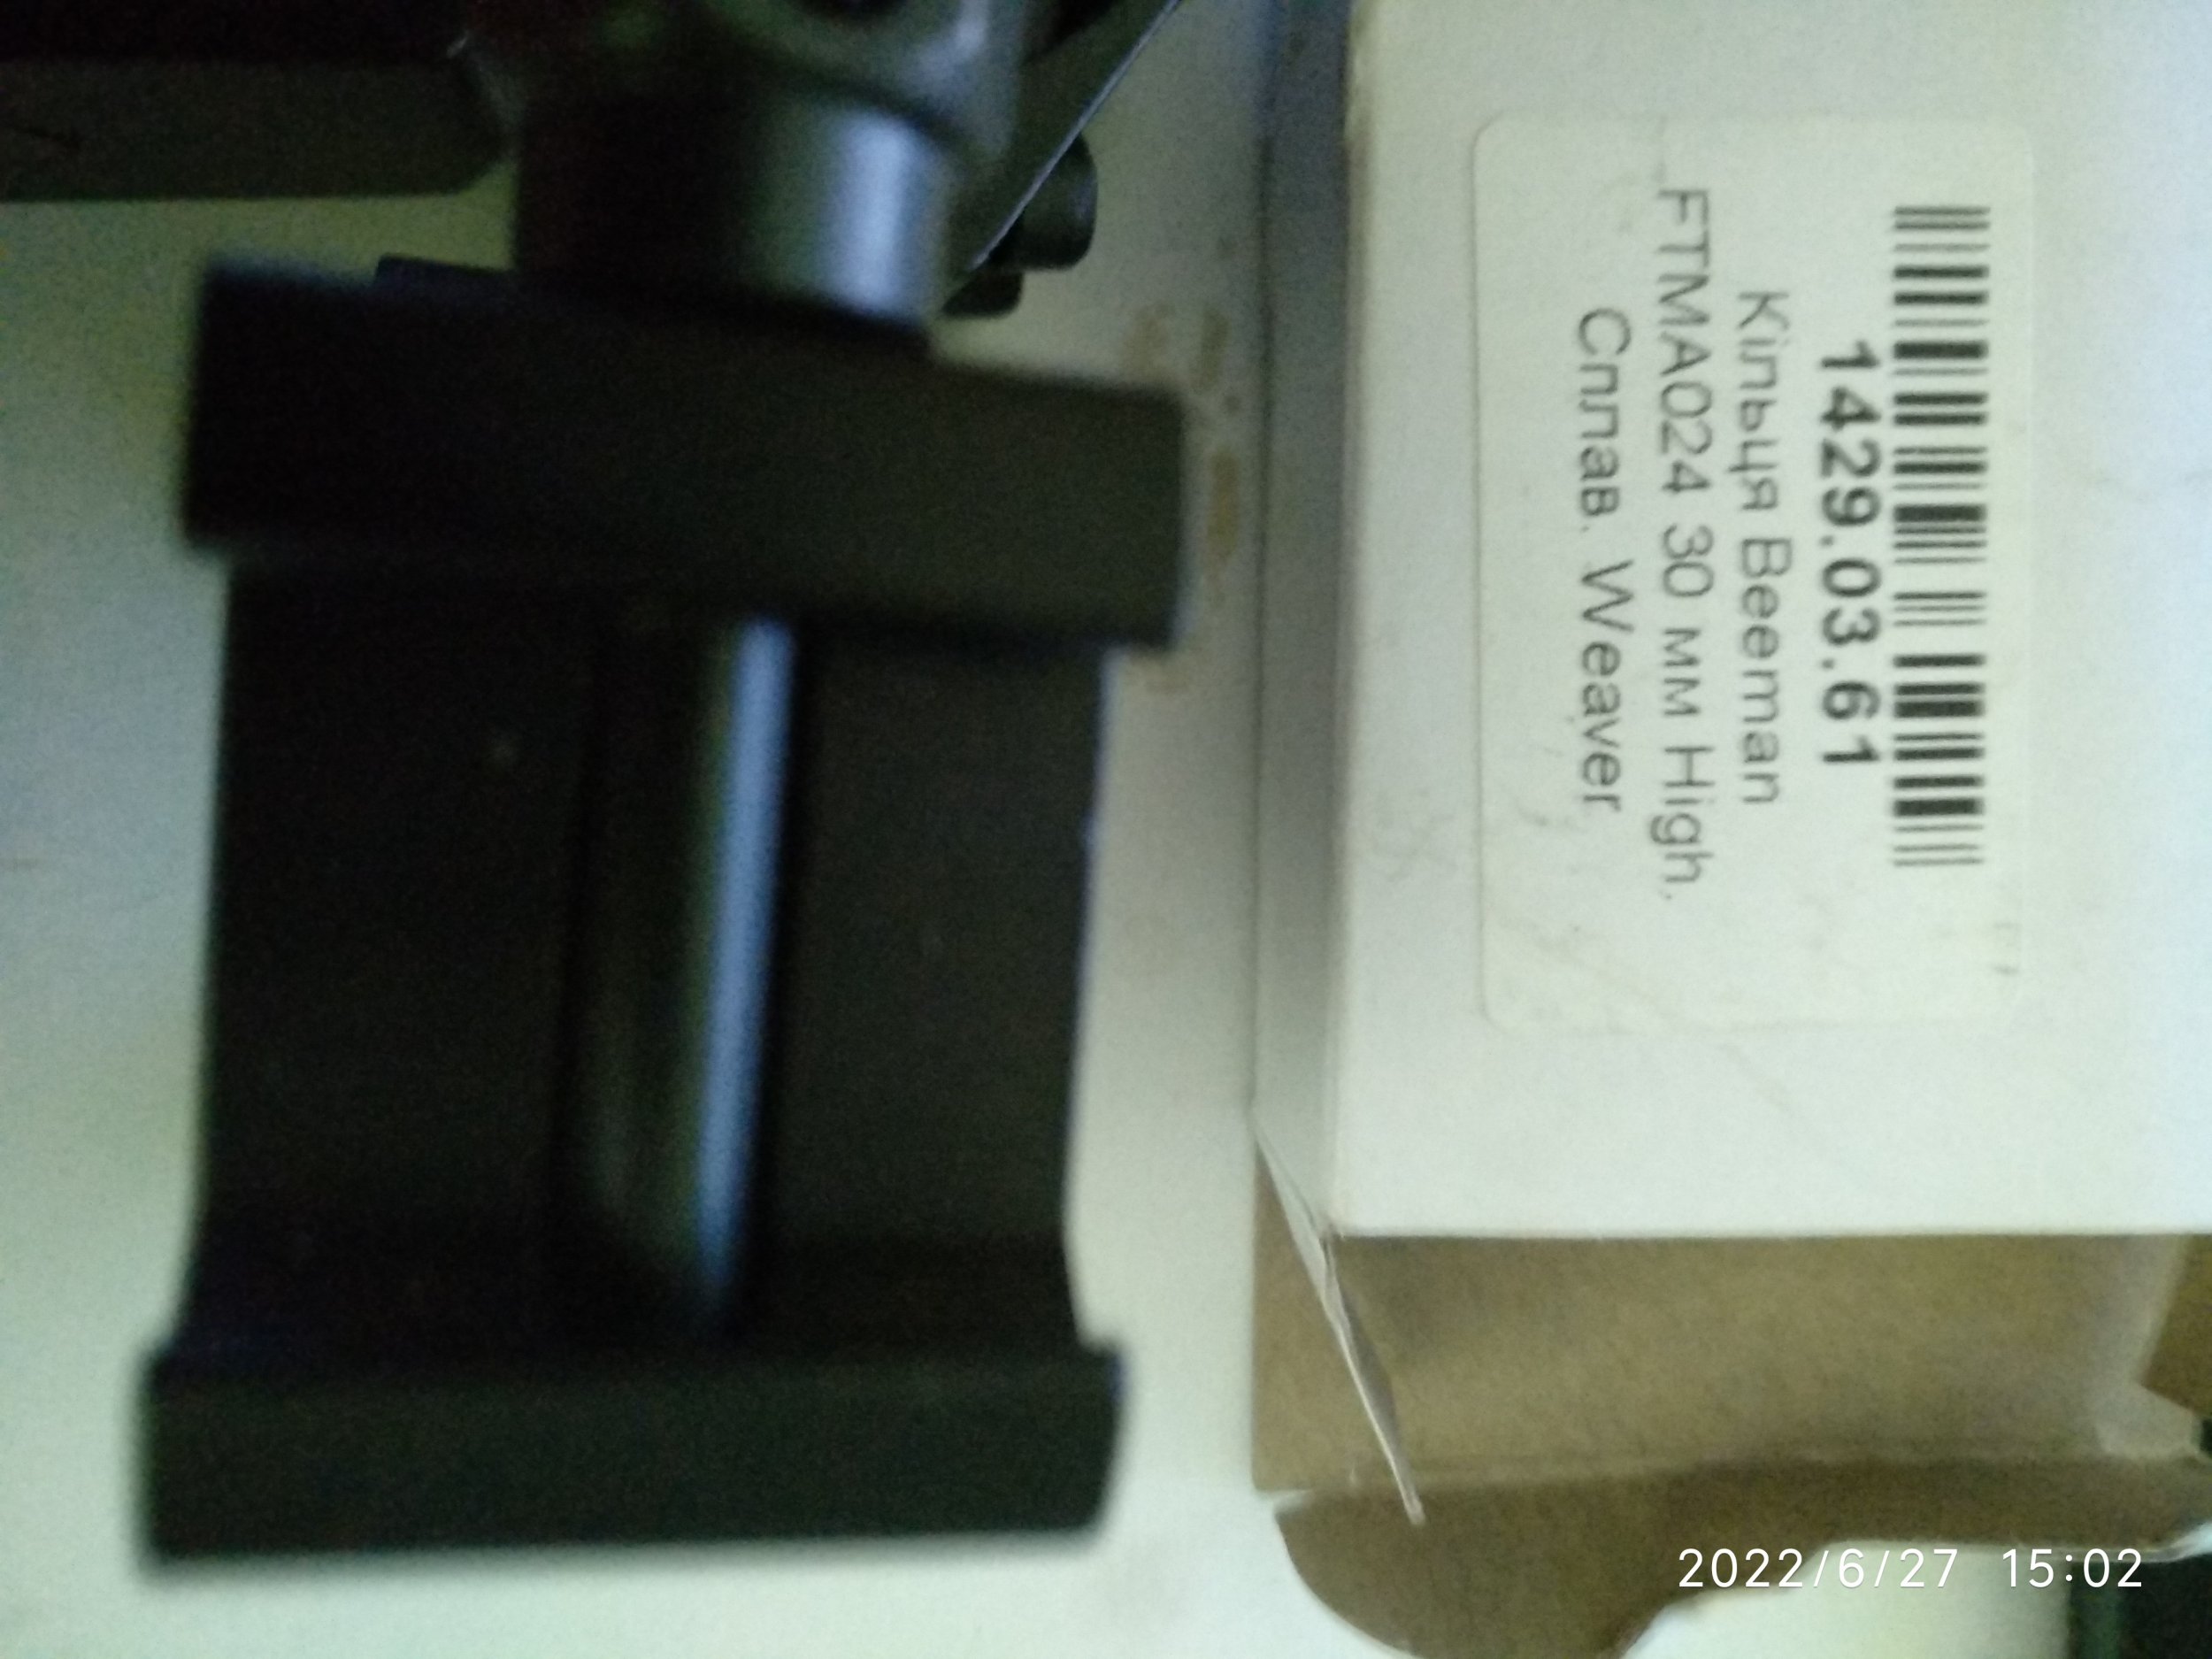 1429.03.61
Кільця Beeman
FTMA024 30 мм High.
Сплав. Weaver
2022/6/27 15:02